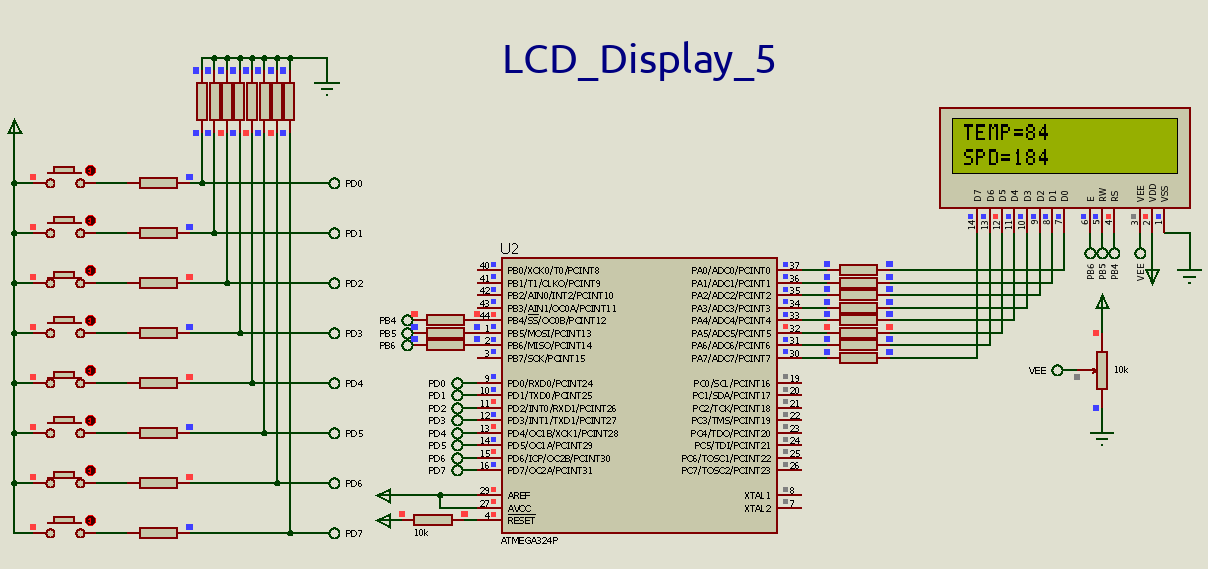 LCD_Display_5
TEMP=84
SPD=184
D7 D6 D5 D4 D3 D2 D1 D0 E RW RS VEE VDD VSS
14 13 12 11 10 9 8 7 6 5 4 3 2 1
PB6 PB5 PB4 VEE
PD0
PD1
PD2
PD3
PD4
PD5
PD6
PD7
U2
40 PB0/XCK0/T0/PCINT8 PA0/ADC0/PCINT0 37
41 PB1/T1/CLKO/PCINT9 PA1/ADC1/PCINT1 36
42 PB2/AIN0/INT2/PCINT10 PA2/ADC2/PCINT2 35
43 PB3/AIN1/OC0A/PCINT11 PA3/ADC3/PCINT3 34
PB4 44 PB4/SS/OC0B/PCINT12 PA4/ADC4/PCINT4 33
PB5 1 PB5/MOSI/PCINT13 PA5/ADC5/PCINT5 32
PB6 2 PB6/MISO/PCINT14 PA6/ADC6/PCINT6 31
3 PB7/SCK/PCINT15 PA7/ADC7/PCINT7 30
PD0 9 PD0/RXD0/PCINT24 PC0/SCL/PCINT16 19
PD1 10 PD1/TXD0/PCINT25 PC1/SDA/PCINT17 20
PD2 11 PD2/INT0/RXD1/PCINT26 PC2/TCK/PCINT18 21
PD3 12 PD3/INT1/TXD1/PCINT27 PC3/TMS/PCINT19 22
PD4 13 PD4/OC1B/XCK1/PCINT28 PC4/TDO/PCINT20 23
PD5 14 PD5/OC1A/PCINT29 PC5/TDI/PCINT21 24
PD6 15 PD6/ICP/OC2B/PCINT30 PC6/TOSC1/PCINT22 25
PD7 16 PD7/OC2A/PCINT31 PC7/TOSC2/PCINT23 26
29 AREF XTAL1 8
27 AVCC XTAL2 7
4 RESET
10k
ATMEGA324P
VEE
10k